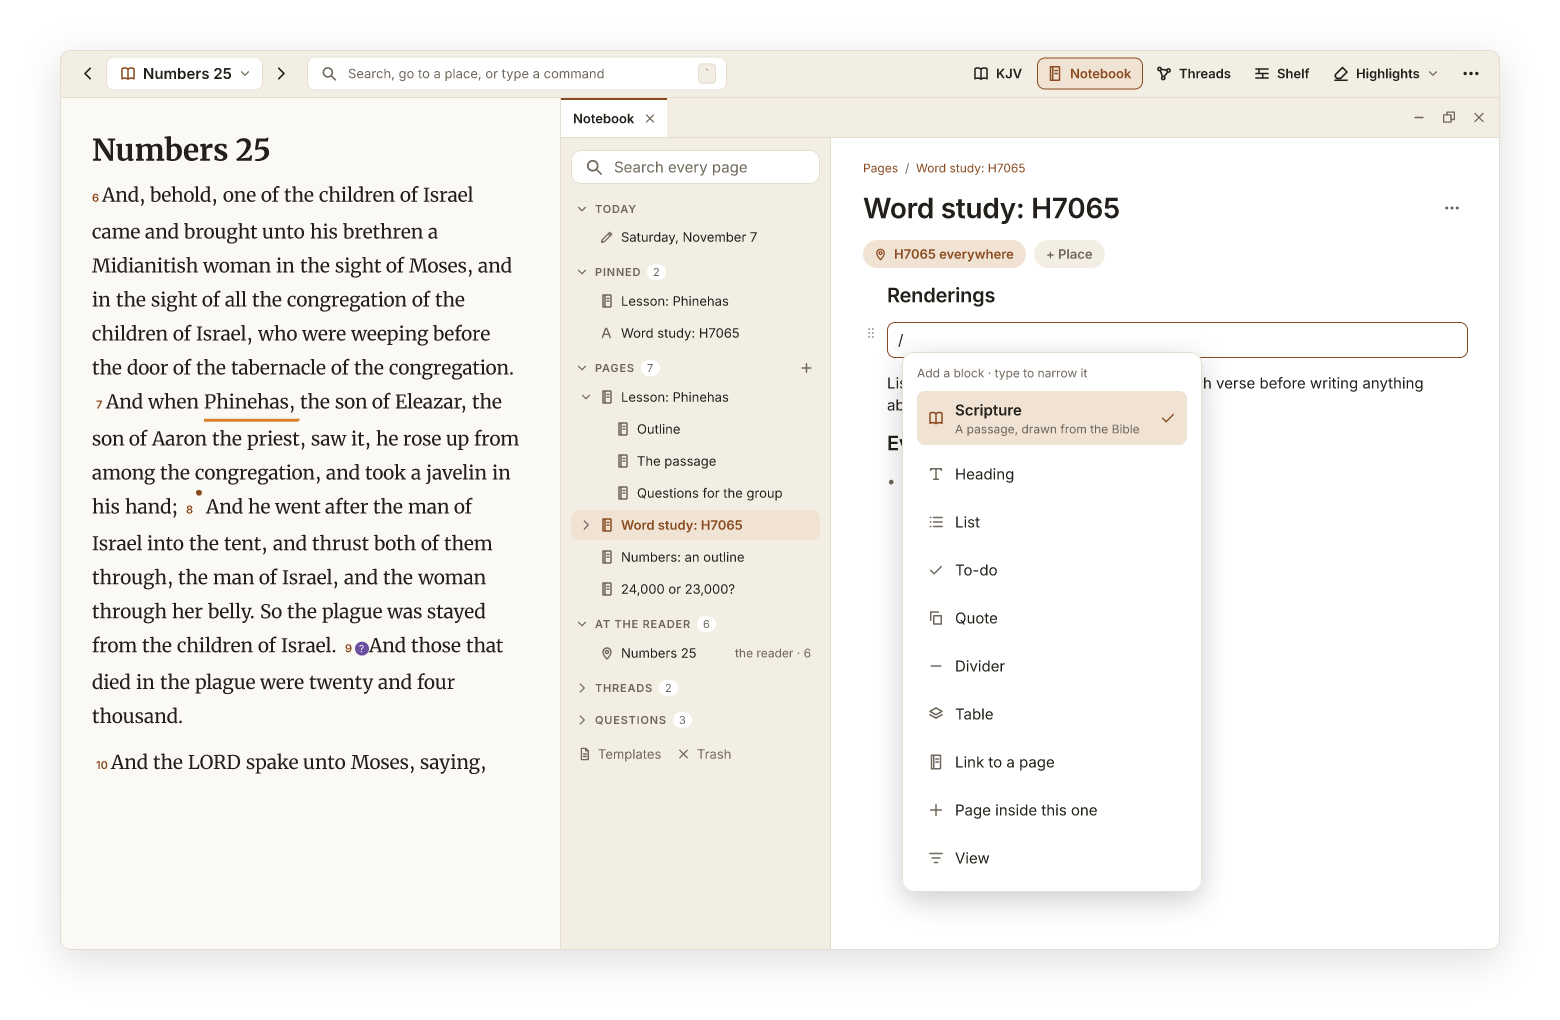 Numbers 25
Search, go to a place, or type a command
KJV
Notebook
Threads
Shelf
Highlights
Numbers 25
6 And, behold, one of the children of Israel
came and brought unto his brethren a
Midianitish woman in the sight of Moses, and
in the sight of all the congregation of the
children of Israel, who were weeping before
the door of the tabernacle of the congregation.
7 And when Phinehas, the son of Eleazar, the
son of Aaron the priest, saw it, he rose up from
among the congregation, and took a javelin in
his hand; 8 And he went after the man of
Israel into the tent, and thrust both of them
through, the man of Israel, and the woman
through her belly. So the plague was stayed
from the children of Israel. 9 ? And those that
died in the plague were twenty and four
thousand.
10 And the LORD spake unto Moses, saying,
Notebook
Search every page
TODAY
Saturday, November 7
PINNED 2
Lesson: Phinehas
A Word study: H7065
PAGES 7 +
Lesson: Phinehas
Outline
The passage
Questions for the group
Word study: H7065
Numbers: an outline
24,000 or 23,000?
AT THE READER 6
Numbers 25 the reader · 6
THREADS 2
QUESTIONS 3
Templates
Trash
Pages / Word study: H7065
Word study: H7065
H7065 everywhere
+ Place
Renderings
/
Lis h verse before writing anything
ab
Ev
Add a block · type to narrow it
Scripture
A passage, drawn from the Bible
Heading
List
To-do
Quote
Divider
Table
Link to a page
Page inside this one
View